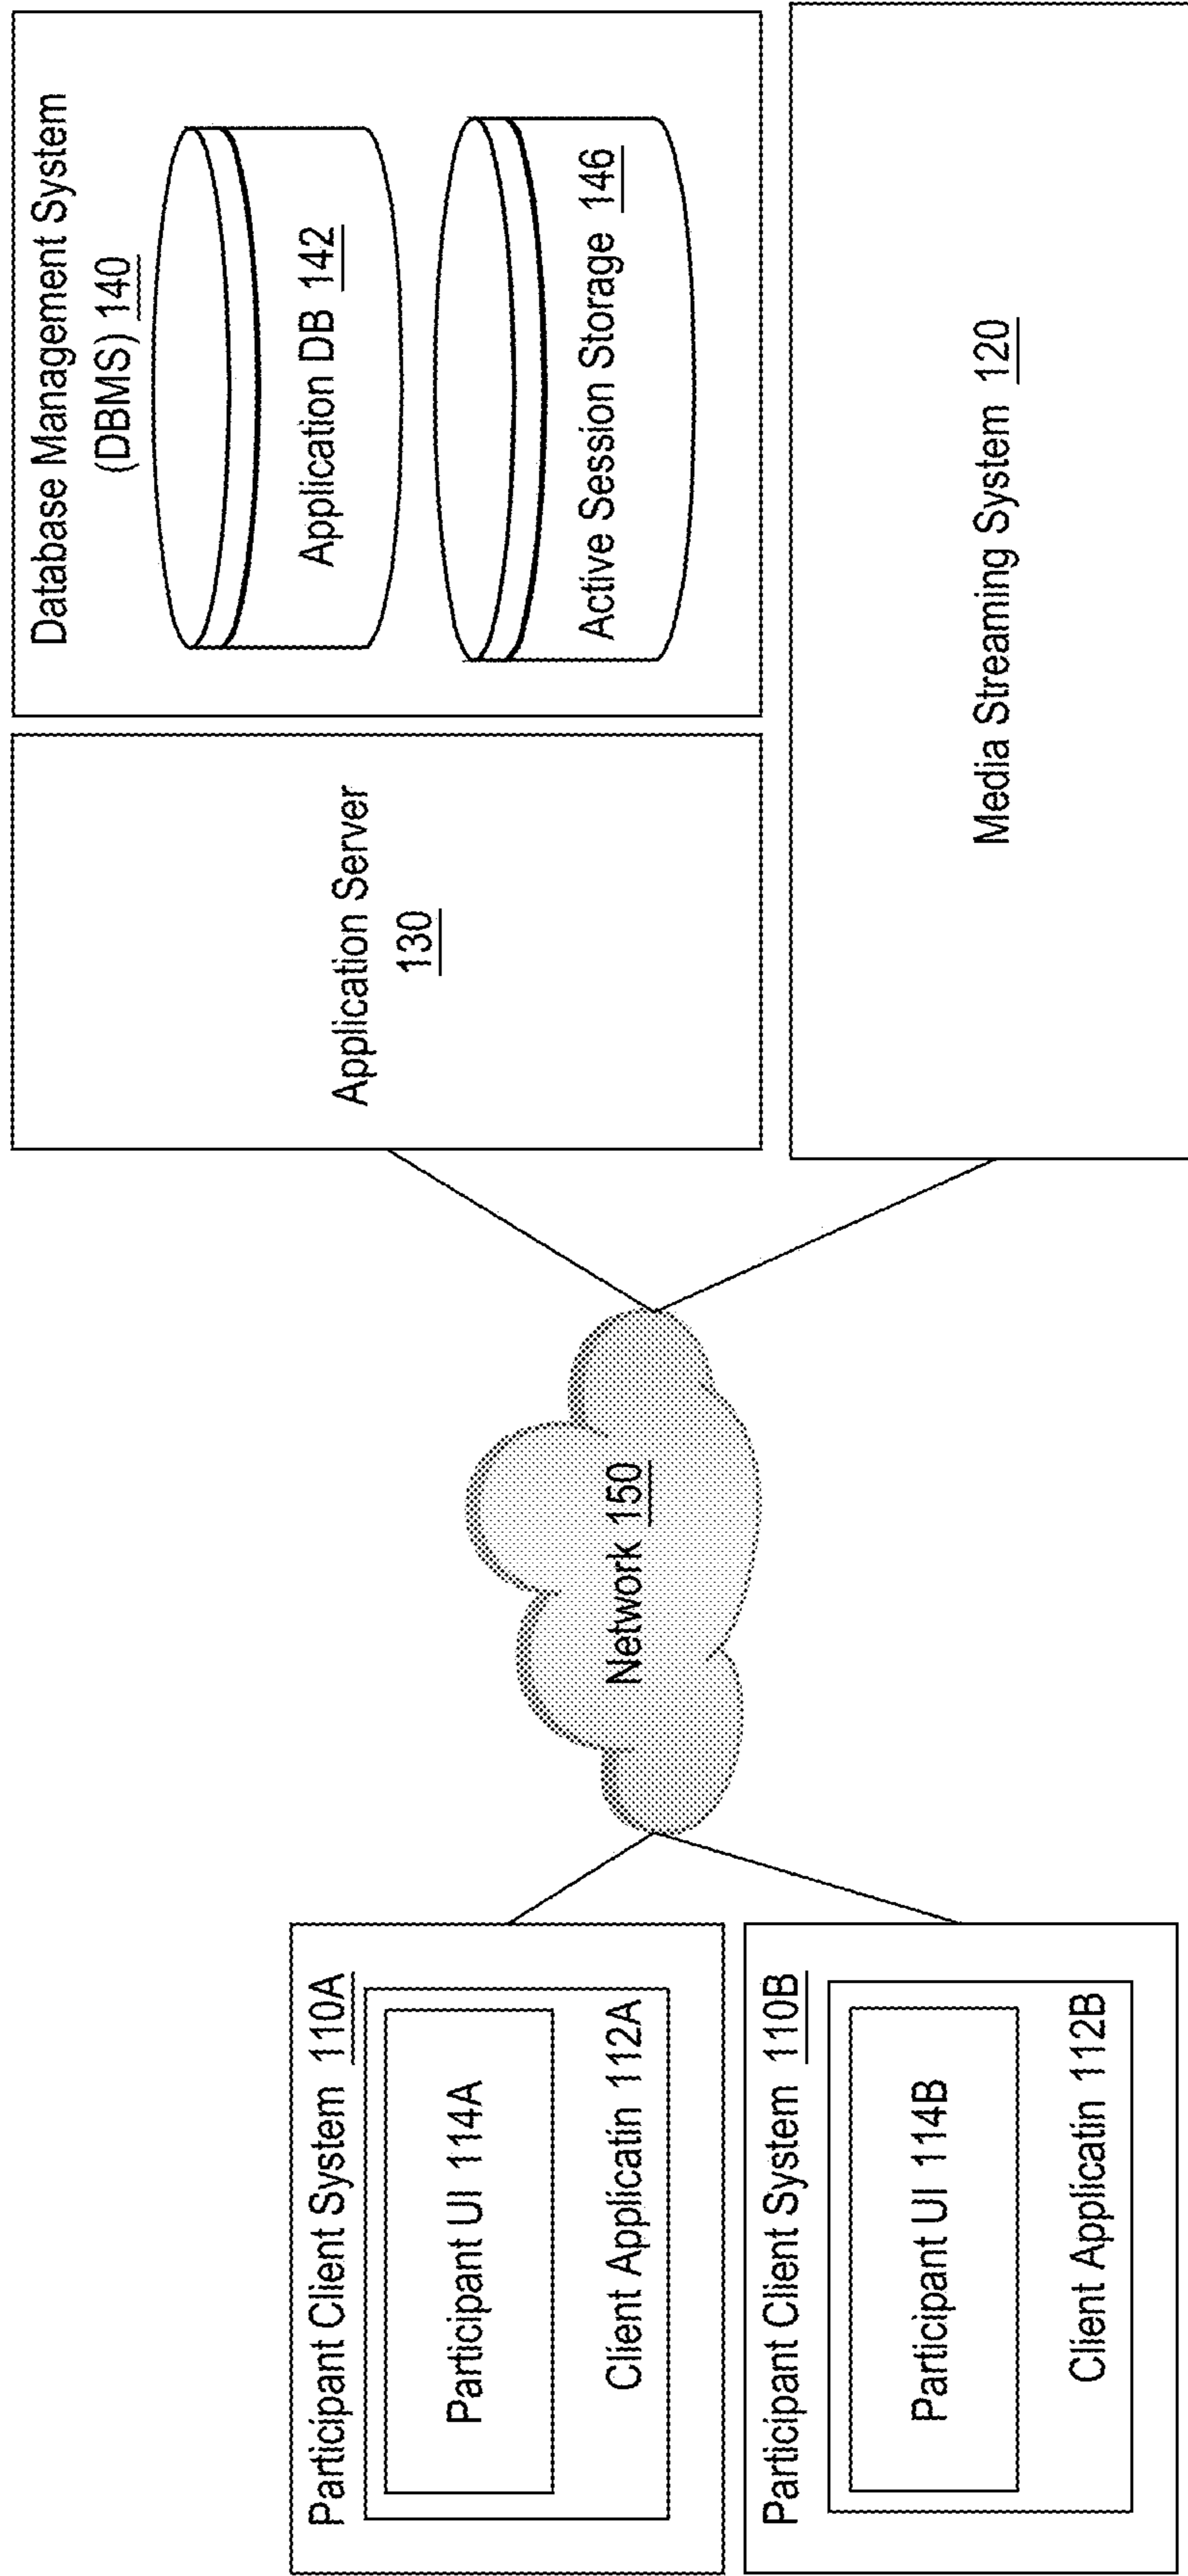 Participant Client System 110A
Participant UI 114A
Client Applicatin 112A
Participant Client System 110B
Participant UI 114B
Client Applicatin 112B
Network 150
Application Server
130
Database Management System
(DBMS) 140
Application DB 142
Active Session Storage 146
Media Streaming System 120